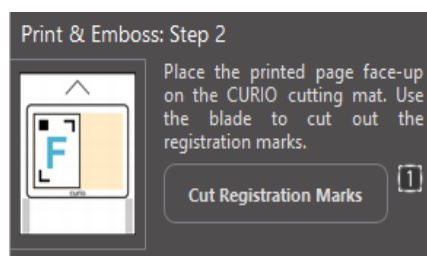 Print & Emboss: Step 2
Place the printed page face-up
on the CURIO cutting mat. Use
the blade to cut out the
registration marks.
F
curio
Cut Registration Marks
1